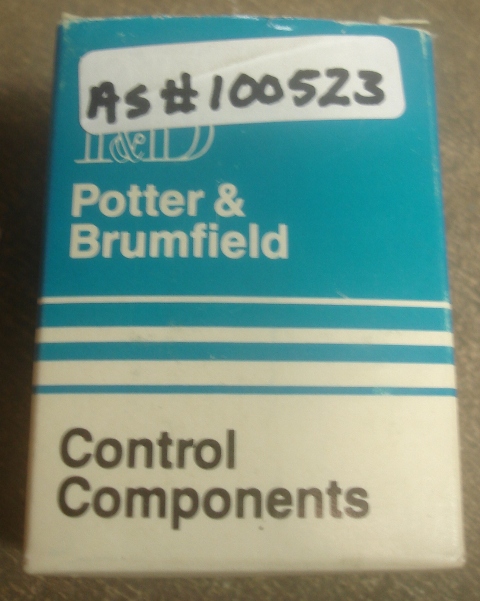 AS#100523
P&B
Potter &
Brumfield
Control
Components